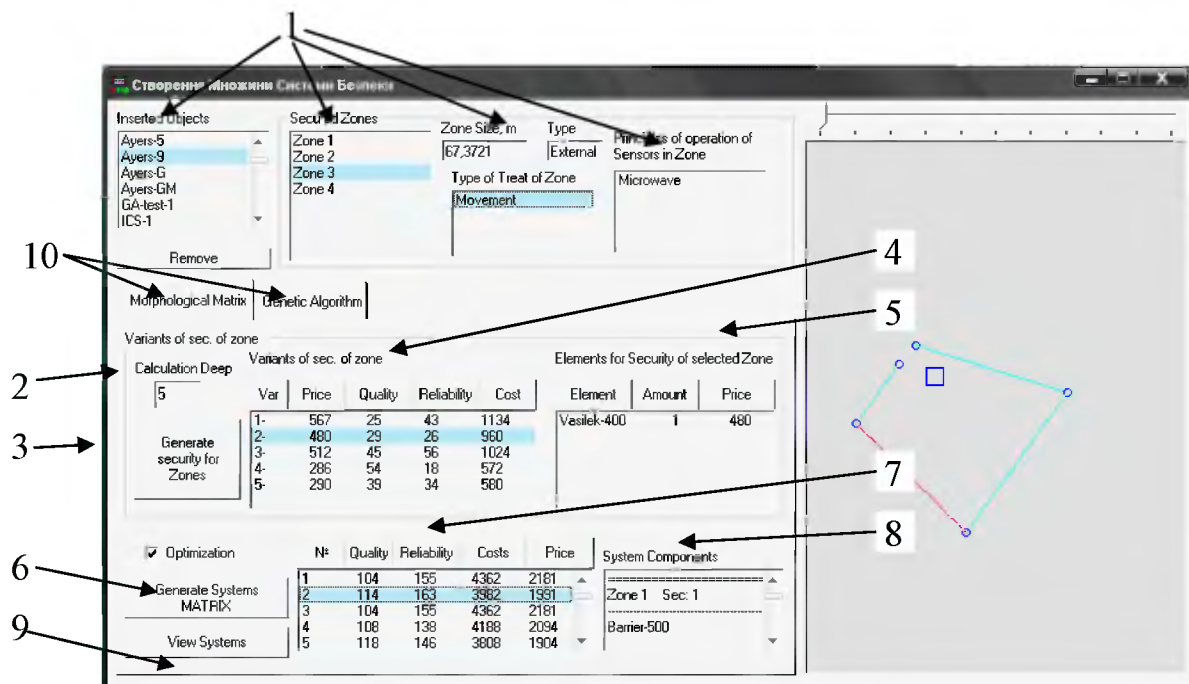 1
Створення Множини Системи Безпеки
Inserted Objects
Ayers-5
Ayers-9
Ayers-G
Ayers-GM
GA-test-1
ICS-1
Remove
Secured Zones
Zone 1
Zone 2
Zone 3
Zone 4
Zone Size, m
67,3721
Type
External
Type of Treat of Zone
Movement
Principles of operation of
Sensors in Zone
Microwave
10
4
Morphological Matrix
Genetic Algorithm
5
Variants of sec. of zone
2
Calculation Deep
5
3
Generate
security for
Zones
Variants of sec. of zone
Var Price Quality Reliability Cost
1- 567 25 43 1134
2- 480 29 26 960
3- 512 45 56 1024
4- 286 54 18 572
5- 290 39 34 580
Elements for Security of selected Zone
Element Amount Price
Vasilek-400 1 480
7
8
Optimization
6
Generate Systems
MATRIX
9
View Systems
№ Quality Reliability Costs Price
1 104 155 4362 2181
2 114 163 3982 1991
3 104 155 4362 2181
4 108 138 4188 2094
5 118 146 3808 1904
System Components
==============================
Zone 1 Sec: 1
------------------------------
Barrier-500